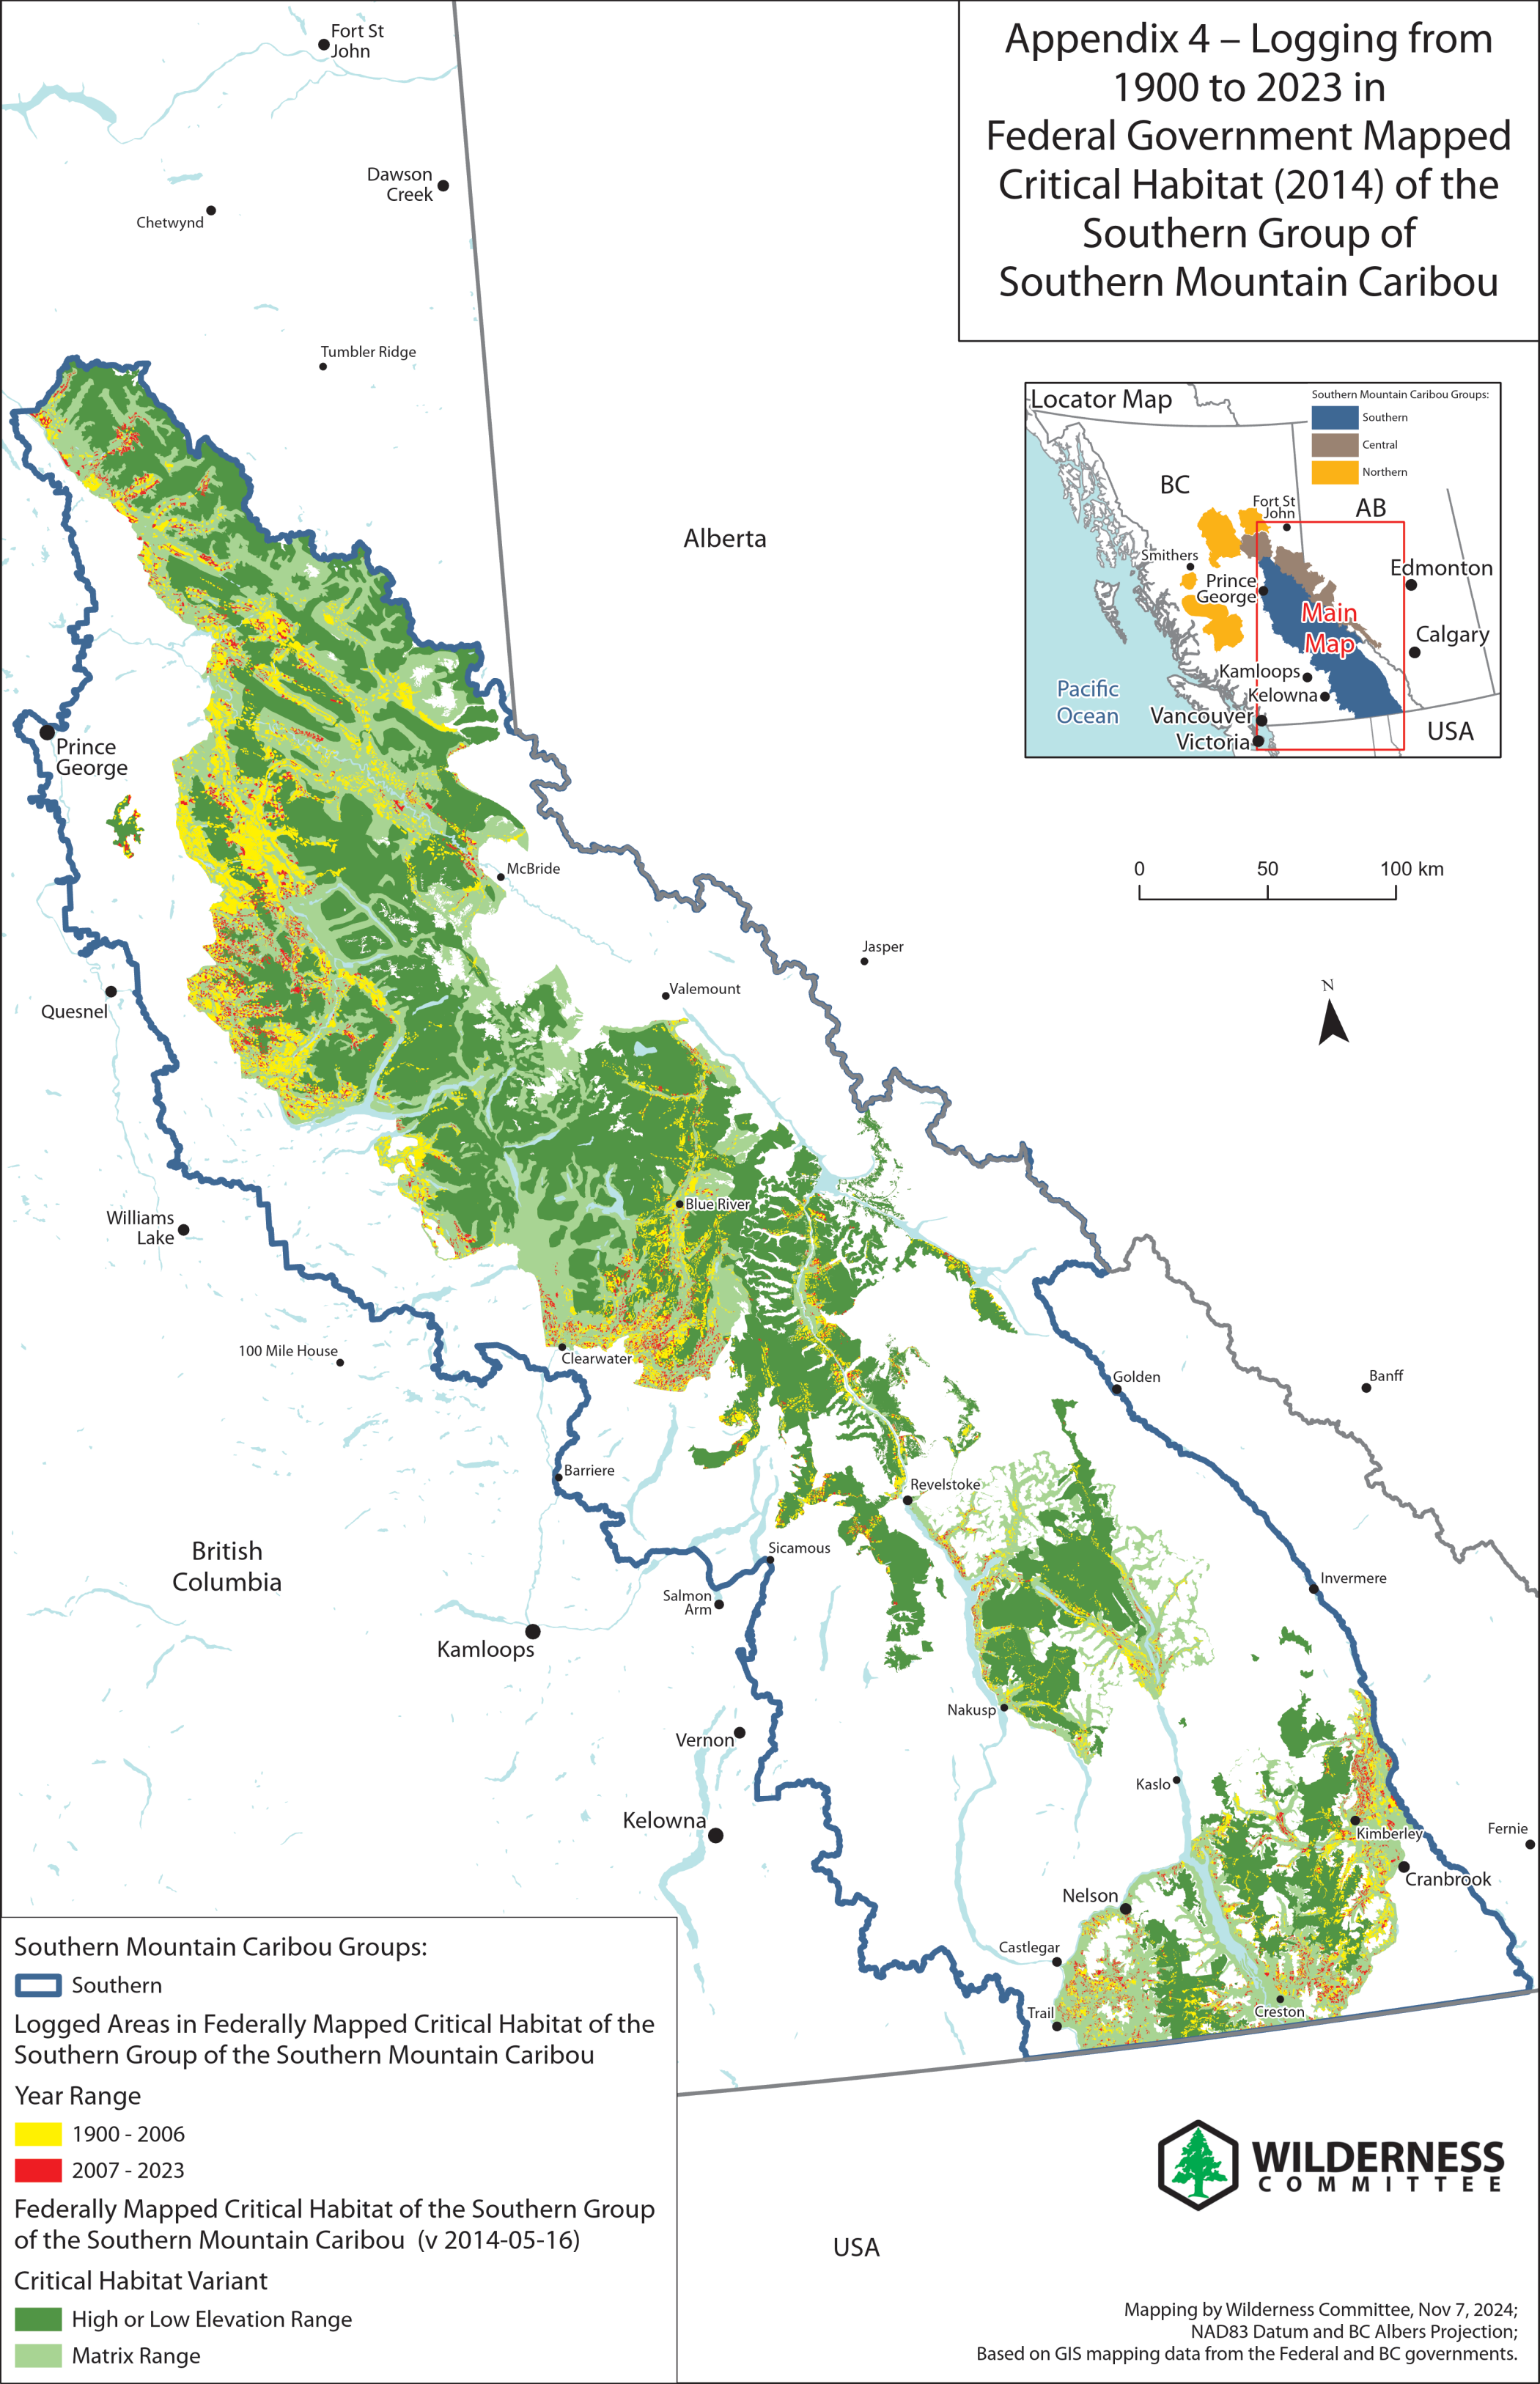 Appendix 4 – Logging from
1900 to 2023 in
Federal Government Mapped
Critical Habitat (2014) of the
Southern Group of
Southern Mountain Caribou
Fort St
John
Dawson
Creek
Chetwynd
Tumbler Ridge
Alberta
Locator Map
Southern Mountain Caribou Groups:
Southern
Central
Northern
BC
AB
Fort St
John
Smithers
Prince
George
Edmonton
Main
Map
Calgary
Kamloops
Kelowna
Pacific
Ocean
Vancouver
Victoria
USA
Prince
George
0 50 100 km
McBride
Jasper
Valemount
N
Quesnel
Blue River
Williams
Lake
100 Mile House
Clearwater
Golden
Banff
Barriere
Revelstoke
British
Columbia
Sicamous
Salmon
Arm
Invermere
Kamloops
Nakusp
Vernon
Kaslo
Kelowna
Kimberley
Fernie
Cranbrook
Nelson
Castlegar
Trail
Creston
Southern Mountain Caribou Groups:
Southern
Logged Areas in Federally Mapped Critical Habitat of the
Southern Group of the Southern Mountain Caribou
Year Range
1900 - 2006
2007 - 2023
Federally Mapped Critical Habitat of the Southern Group
of the Southern Mountain Caribou (v 2014-05-16)
Critical Habitat Variant
High or Low Elevation Range
Matrix Range
WILDERNESS
COMMITTEE
USA
Mapping by Wilderness Committee, Nov 7, 2024;
NAD83 Datum and BC Albers Projection;
Based on GIS mapping data from the Federal and BC governments.